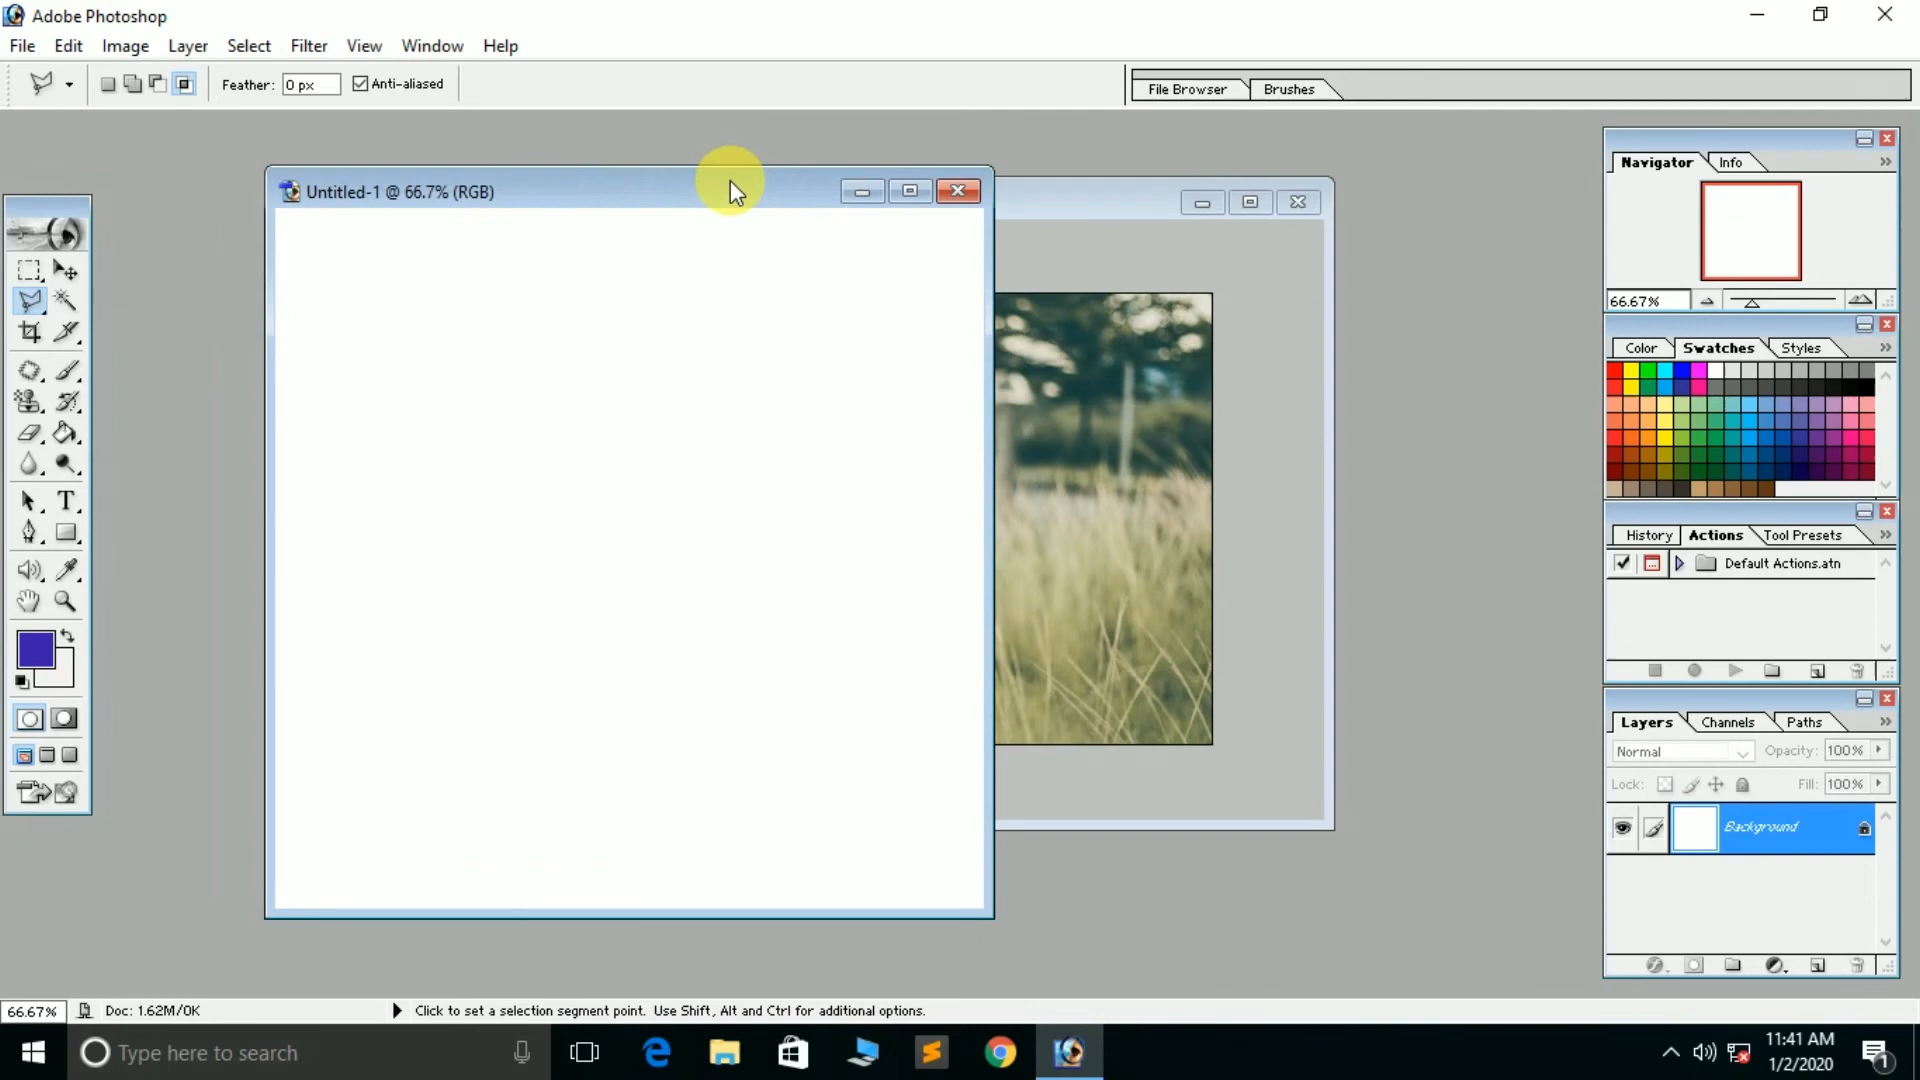 Adobe Photoshop
File Edit Image Layer Select Filter View Window Help
Feather: 0 px Anti-aliased File Browser Brushes
Untitled-1 @ 66.7% (RGB)
Navigator Info
66.67%
Color Swatches Styles
History Actions Tool Presets
Default Actions.atn
Layers Channels Paths
Normal Opacity: 100%
Lock: Fill: 100%
Background
66.67% Doc: 1.62M/0K Click to set a selection segment point. Use Shift, Alt and Ctrl for additional options.
Type here to search
11:41 AM
1/2/2020
1